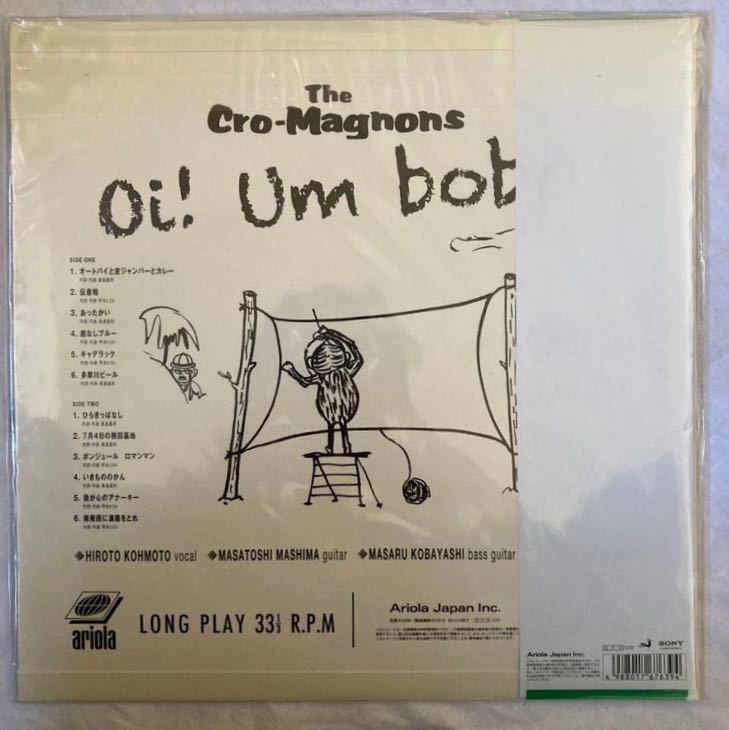 The
Cro-Magnons
Oi! Um bob
SIDE ONE
1. オートバイと皮ジャンパーとカレー
2. 伝書鳩
3. あったかい
4. 底なしブルー
5. キャデラック
6. 多摩川ビール
SIDE TWO
1. ひらきっぱなし
2. 7月4日の横田基地
3. ボンジュール ロマンマン
4. いきもののかん
5. 我が心のアナーキー
6. 南南西に進路をとれ
HIROTO KOHMOTO vocal MASATOSHI MASHIMA guitar MASARU KOBAYASHI bass guitar
ariola
LONG PLAY 33⅓ R.P.M
Ariola Japan Inc.
Ariola Japan Inc.
SONY
4 988017 676394